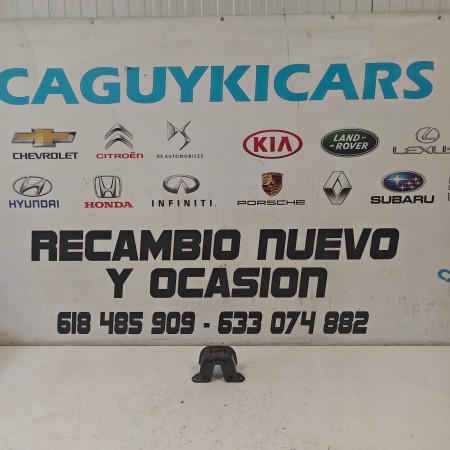 CAGUYKICARS
CHEVROLET CITROËN DS AUTOMOBILES KIA LAND-ROVER LEXUS
HYUNDAI HONDA INFINITI. PORSCHE RENAULT SUBARU
RECAMBIO NUEVO
Y OCASION
618 485 909 - 633 074 882